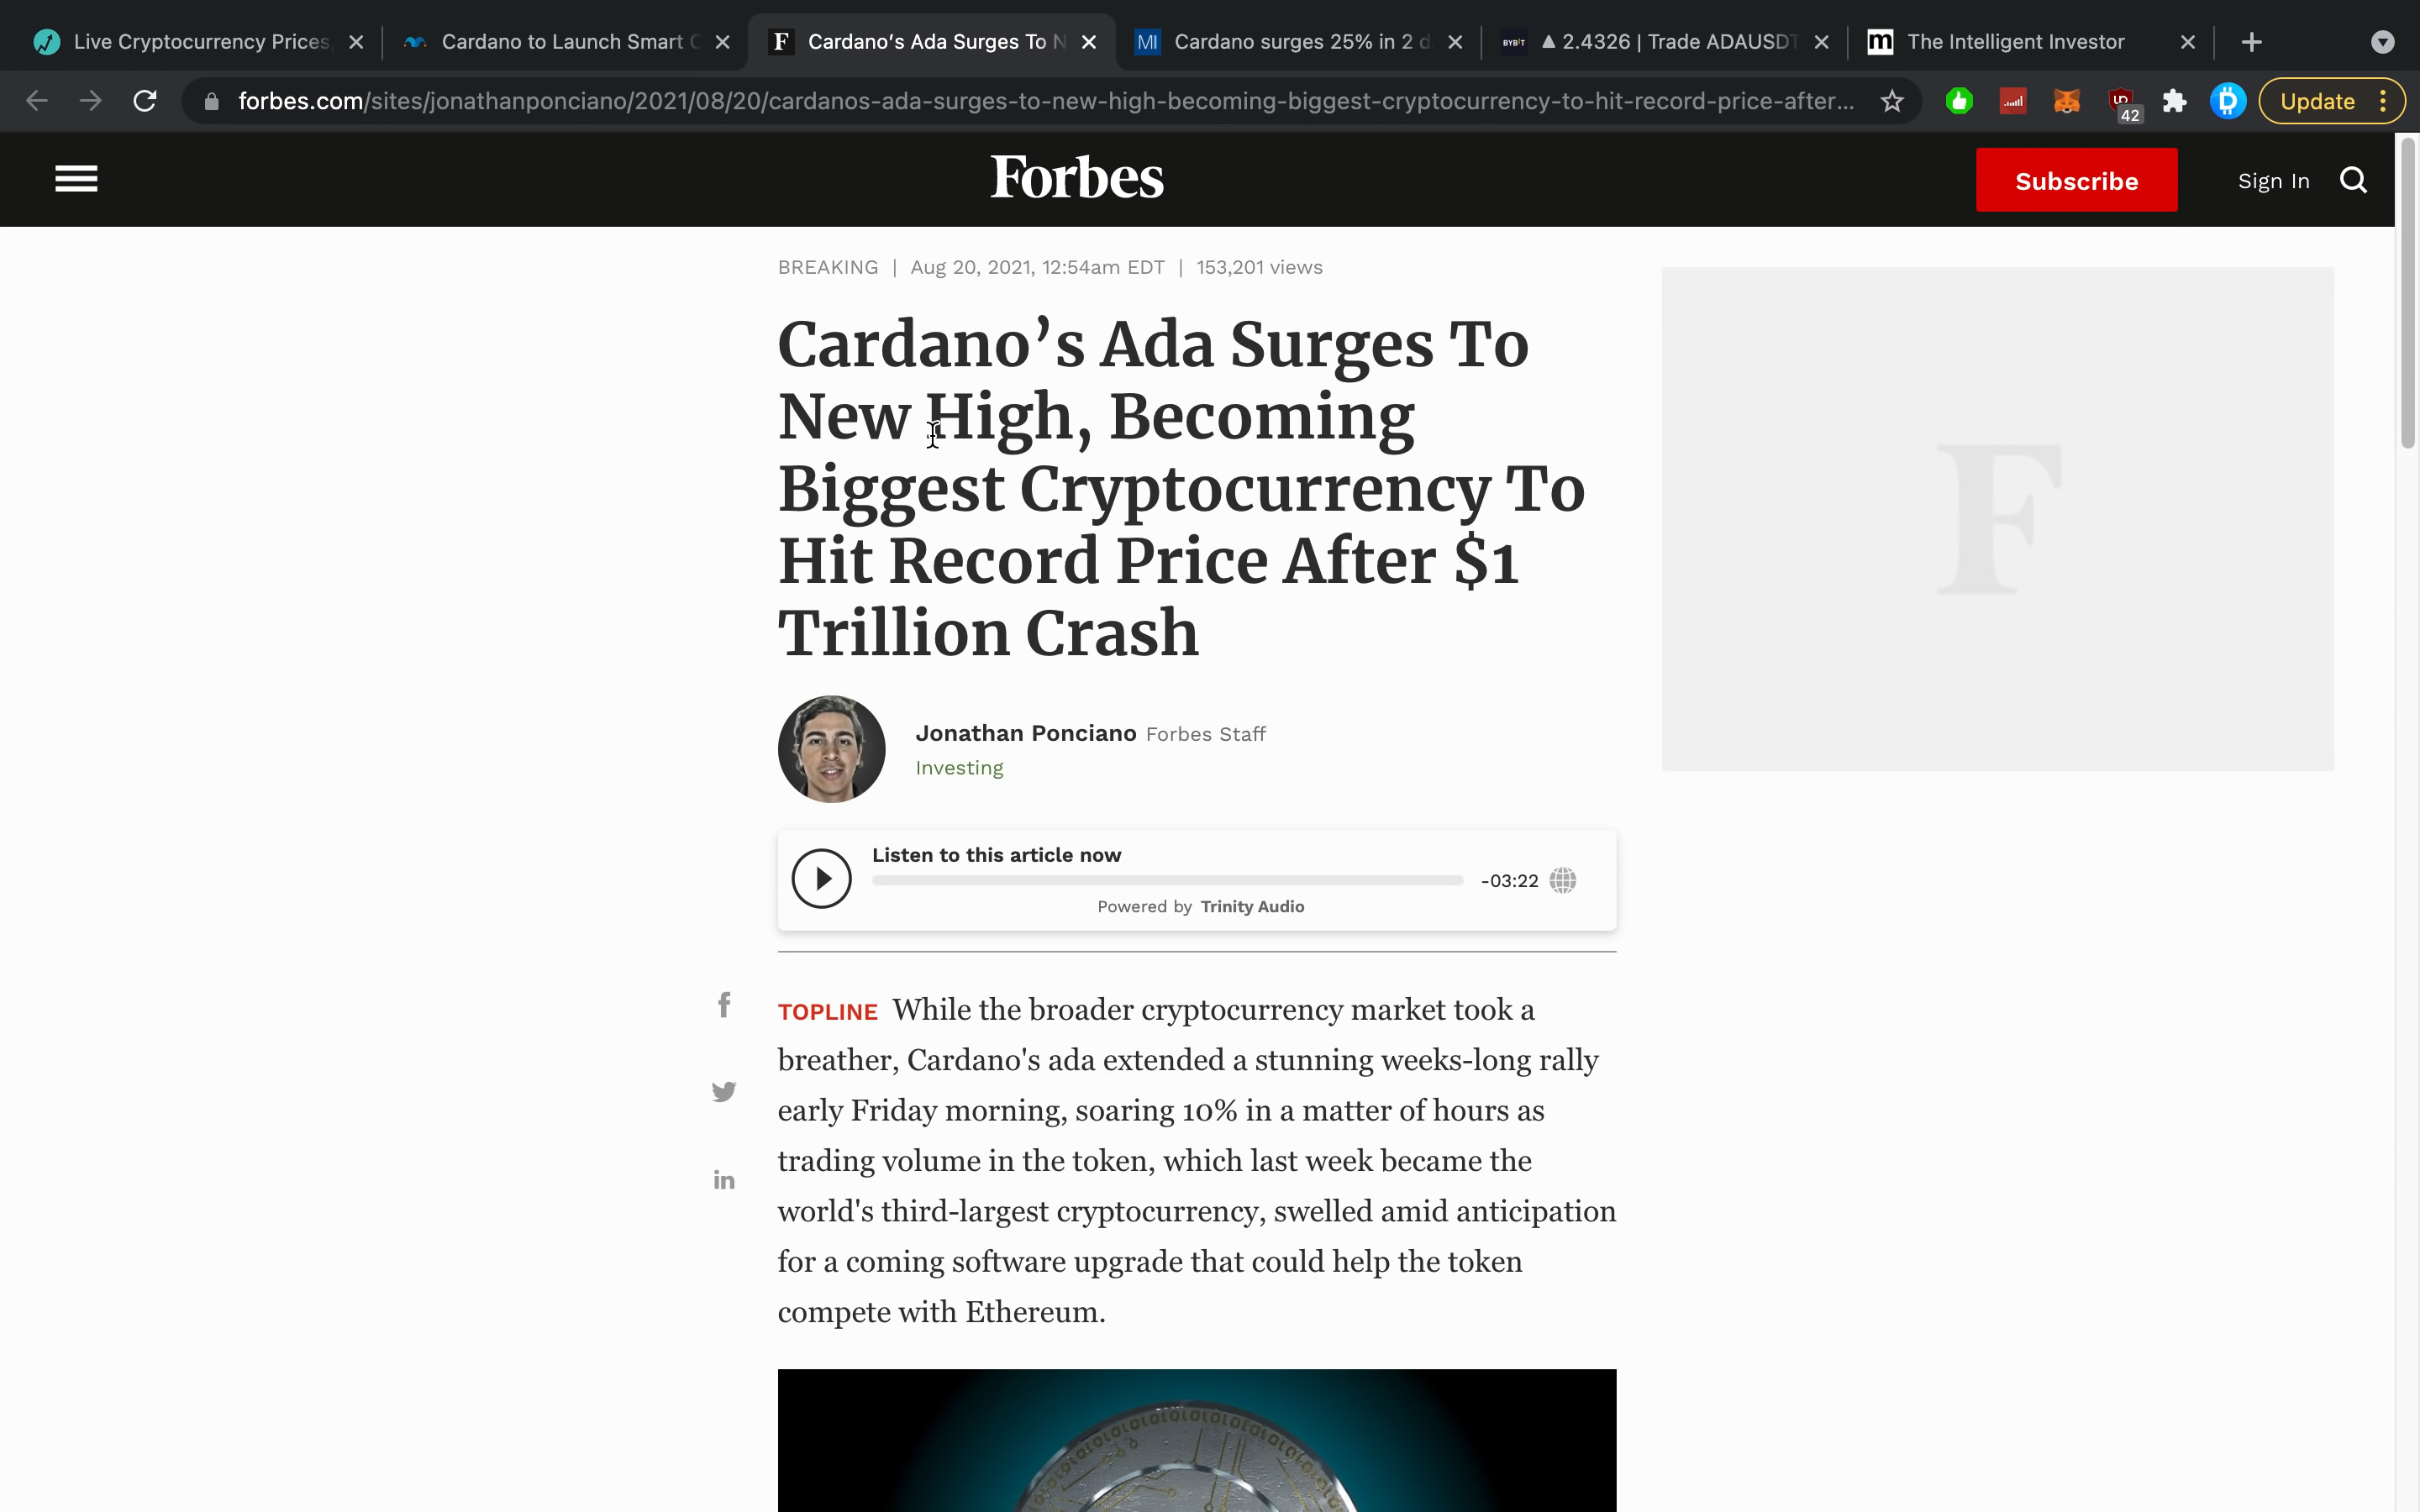 Live Cryptocurrency Prices,
Cardano to Launch Smart C
Cardano's Ada Surges To N
Cardano surges 25% in 2 d
▲ 2.4326 | Trade ADAUSDT
The Intelligent Investor
forbes.com/sites/jonathanponciano/2021/08/20/cardanos-ada-surges-to-new-high-becoming-biggest-cryptocurrency-to-hit-record-price-after...
42
Update
Forbes
Subscribe
Sign In
BREAKING | Aug 20, 2021, 12:54am EDT | 153,201 views
Cardano’s Ada Surges To
New High, Becoming
Biggest Cryptocurrency To
Hit Record Price After $1
Trillion Crash
Jonathan Ponciano Forbes Staff
Investing
Listen to this article now
-03:22
Powered by Trinity Audio
TOPLINE While the broader cryptocurrency market took a
breather, Cardano's ada extended a stunning weeks-long rally
early Friday morning, soaring 10% in a matter of hours as
trading volume in the token, which last week became the
world's third-largest cryptocurrency, swelled amid anticipation
for a coming software upgrade that could help the token
compete with Ethereum.